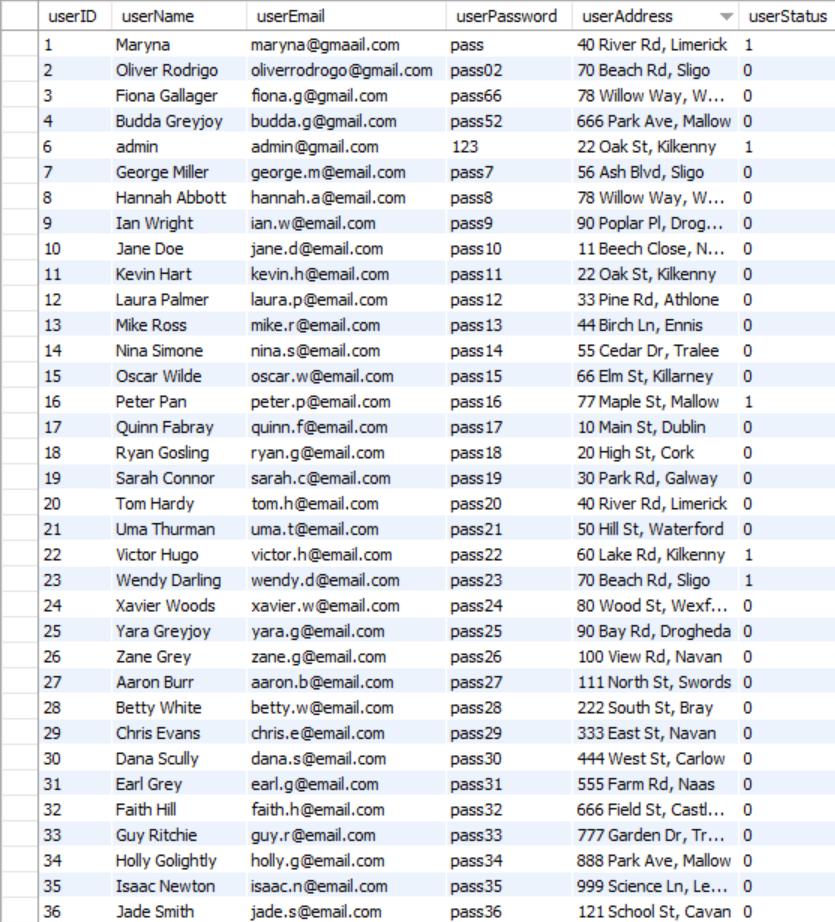 userID userName userEmail userPassword userAddress userStatus
1 Maryna maryna@gmaail.com pass 40 River Rd, Limerick 1
2 Oliver Rodrigo oliverrodrogo@gmail.com pass02 70 Beach Rd, Sligo 0
3 Fiona Gallager fiona.g@gmail.com pass66 78 Willow Way, W... 0
4 Budda Greyjoy budda.g@gmail.com pass52 666 Park Ave, Mallow 0
6 admin admin@gmail.com 123 22 Oak St, Kilkenny 1
7 George Miller george.m@email.com pass7 56 Ash Blvd, Sligo 0
8 Hannah Abbott hannah.a@email.com pass8 78 Willow Way, W... 0
9 Ian Wright ian.w@email.com pass9 90 Poplar Pl, Drog... 0
10 Jane Doe jane.d@email.com pass10 11 Beech Close, N... 0
11 Kevin Hart kevin.h@email.com pass11 22 Oak St, Kilkenny 0
12 Laura Palmer laura.p@email.com pass12 33 Pine Rd, Athlone 0
13 Mike Ross mike.r@email.com pass13 44 Birch Ln, Ennis 0
14 Nina Simone nina.s@email.com pass14 55 Cedar Dr, Tralee 0
15 Oscar Wilde oscar.w@email.com pass15 66 Elm St, Killarney 0
16 Peter Pan peter.p@email.com pass16 77 Maple St, Mallow 1
17 Quinn Fabray quinn.f@email.com pass17 10 Main St, Dublin 0
18 Ryan Gosling ryan.g@email.com pass18 20 High St, Cork 0
19 Sarah Connor sarah.c@email.com pass19 30 Park Rd, Galway 0
20 Tom Hardy tom.h@email.com pass20 40 River Rd, Limerick 0
21 Uma Thurman uma.t@email.com pass21 50 Hill St, Waterford 0
22 Victor Hugo victor.h@email.com pass22 60 Lake Rd, Kilkenny 1
23 Wendy Darling wendy.d@email.com pass23 70 Beach Rd, Sligo 1
24 Xavier Woods xavier.w@email.com pass24 80 Wood St, Wexf... 0
25 Yara Greyjoy yara.g@email.com pass25 90 Bay Rd, Drogheda 0
26 Zane Grey zane.g@email.com pass26 100 View Rd, Navan 0
27 Aaron Burr aaron.b@email.com pass27 111 North St, Swords 0
28 Betty White betty.w@email.com pass28 222 South St, Bray 0
29 Chris Evans chris.e@email.com pass29 333 East St, Navan 0
30 Dana Scully dana.s@email.com pass30 444 West St, Carlow 0
31 Earl Grey earl.g@email.com pass31 555 Farm Rd, Naas 0
32 Faith Hill faith.h@email.com pass32 666 Field St, Castl... 0
33 Guy Ritchie guy.r@email.com pass33 777 Garden Dr, Tr... 0
34 Holly Golightly holly.g@email.com pass34 888 Park Ave, Mallow 0
35 Isaac Newton isaac.n@email.com pass35 999 Science Ln, Le... 0
36 Jade Smith jade.s@email.com pass36 121 School St, Cavan 0